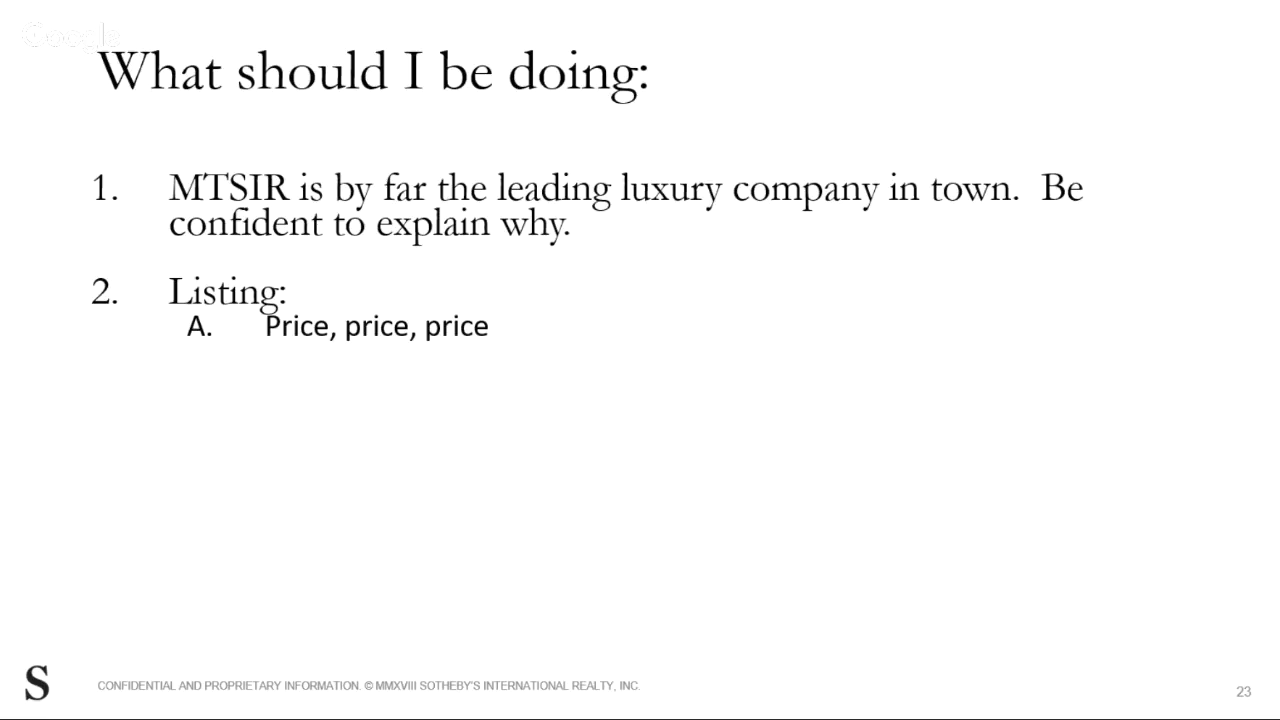 Google
What should I be doing:
1. MTSIR is by far the leading luxury company in town.  Be
confident to explain why.
2. Listing:
A. Price, price, price
S
CONFIDENTIAL AND PROPRIETARY INFORMATION. © MMXVIII SOTHEBY'S INTERNATIONAL REALTY, INC.
23